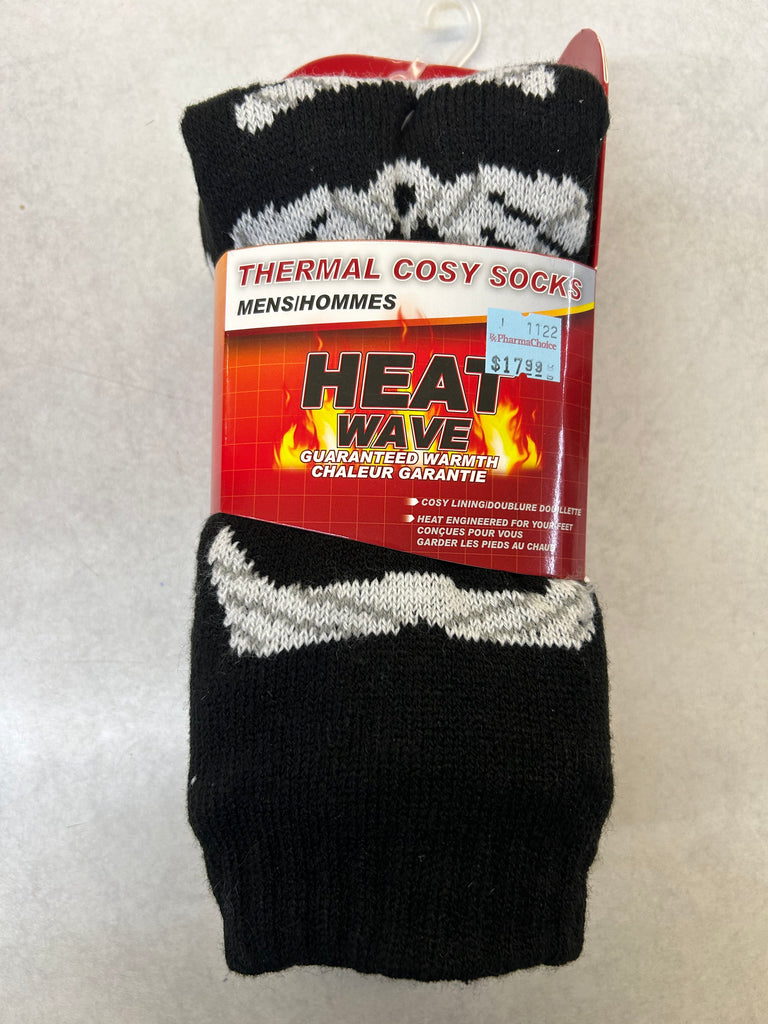 THERMAL COSY SOCKS
MENS/HOMMES
1122
PharmaChoice
$17.99
HEAT
WAVE
GUARANTEED WARMTH
CHALEUR GARANTIE
COSY LINING/DOUBLURE DOUILLETTE
HEAT ENGINEERED FOR YOUR FEET
CONÇUES POUR VOUS
GARDER LES PIEDS AU CHAUD